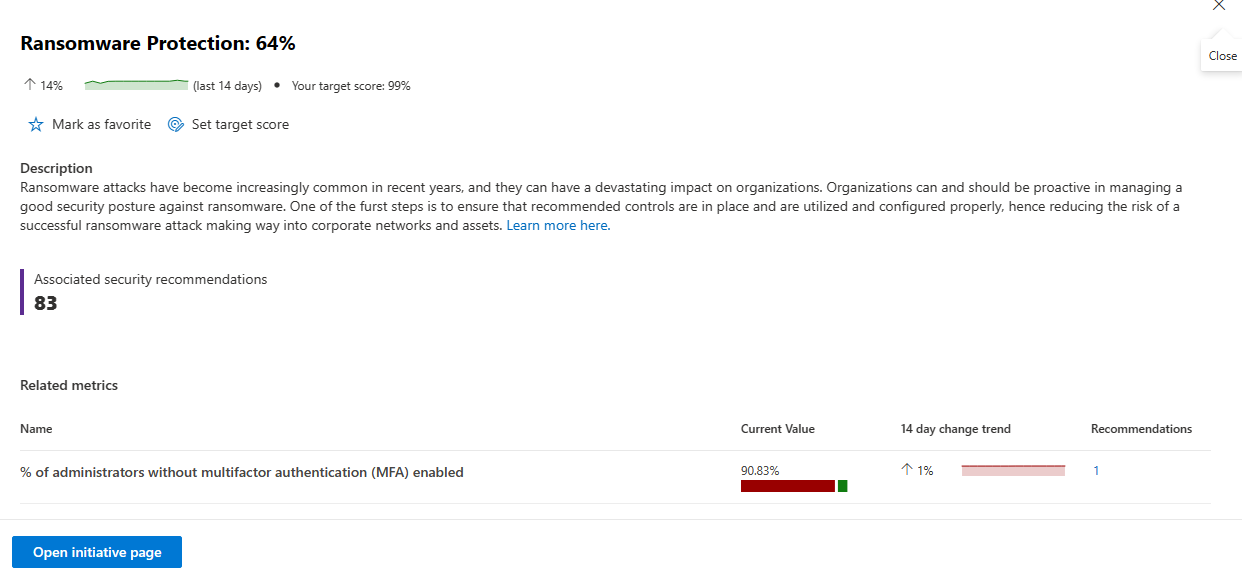 Ransomware Protection: 64%
Close
14% (last 14 days) • Your target score: 99%
Mark as favorite Set target score
Description
Ransomware attacks have become increasingly common in recent years, and they can have a devastating impact on organizations. Organizations can and should be proactive in managing a
good security posture against ransomware. One of the furst steps is to ensure that recommended controls are in place and are utilized and configured properly, hence reducing the risk of a
successful ransomware attack making way into corporate networks and assets. Learn more here.
Associated security recommendations
83
Related metrics
Name Current Value 14 day change trend Recommendations
% of administrators without multifactor authentication (MFA) enabled 90.83% 1% 1
Open initiative page